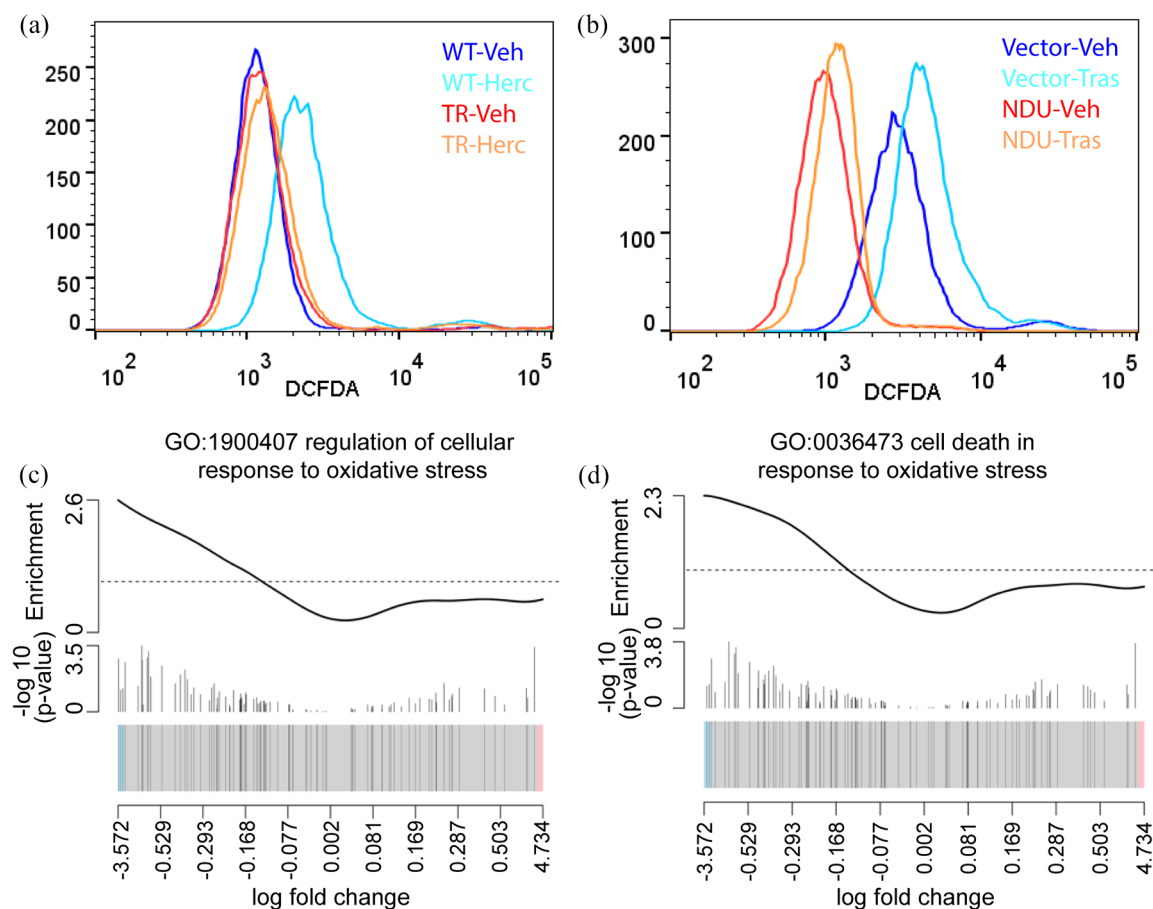 (a)
WT-Veh
WT-Herc
TR-Veh
TR-Herc
250
200
150
100
50
0
10^2
10^3
10^4
10^5
DCFDA
(b)
Vector-Veh
Vector-Tras
NDU-Veh
NDU-Tras
300
200
100
0
10^2
10^3
10^4
10^5
DCFDA
(c)
GO:1900407 regulation of cellular
response to oxidative stress
Enrichment
2.6
0
-log 10
(p-value)
3.5
0
-3.572
-0.529
-0.293
-0.168
-0.077
0.002
0.081
0.169
0.287
0.503
4.734
log fold change
(d)
GO:0036473 cell death in
response to oxidative stress
Enrichment
2.3
0
-log 10
(p-value)
3.8
0
-3.572
-0.529
-0.293
-0.168
-0.077
0.002
0.081
0.169
0.287
0.503
4.734
log fold change